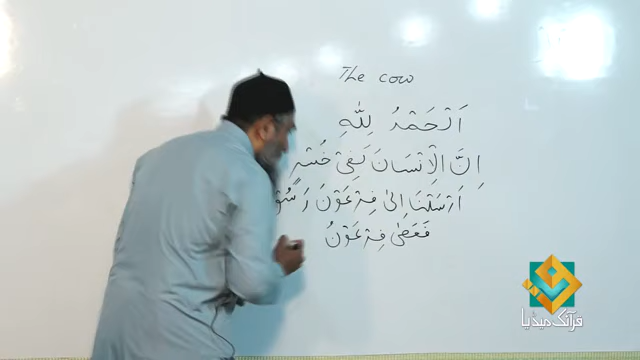 The cow
اَلْحَمْدُ لِلّٰهِ
اِنَّ الْاِنْسَانَ لَفِیْ خُسْرٍ
اَرْسَلْنَا اِلٰی فِرْعَوْنَ رَسُوْ
فَعَصٰی فِرْعَوْنُ
قرآنک میڈیا